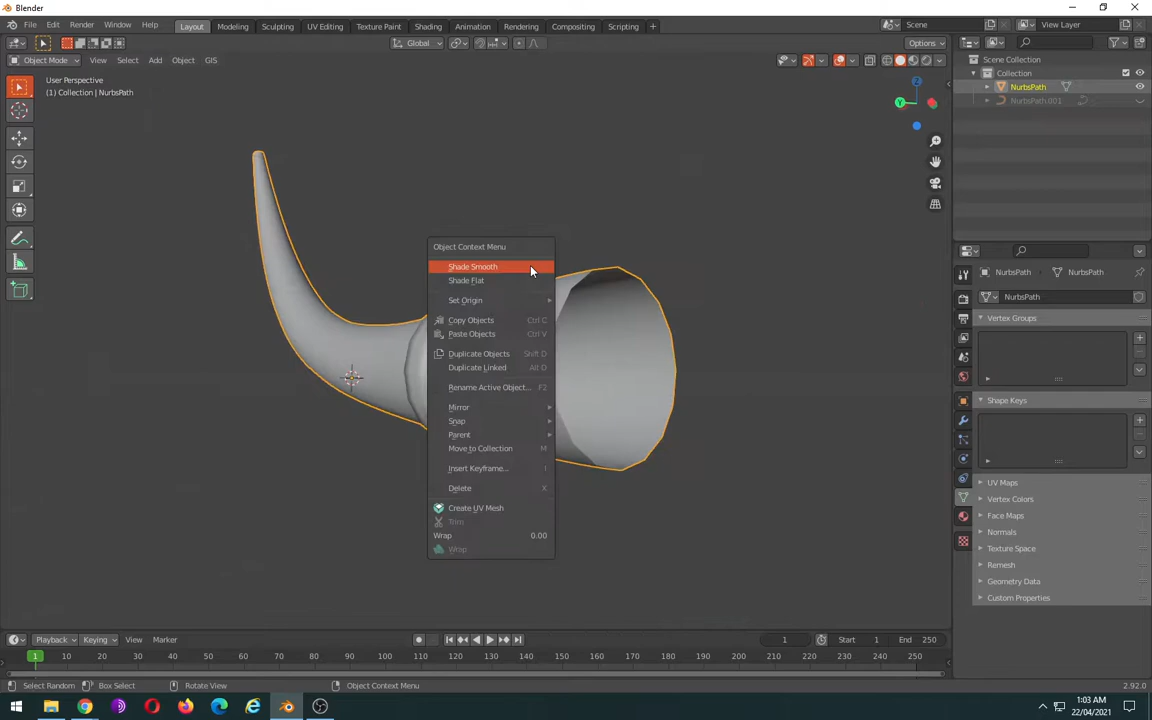 Blender
File Edit Render Window Help Layout Modeling Sculpting UV Editing Texture Paint Shading Animation Rendering Compositing Scripting + Scene View Layer
Global Options
Object Mode View Select Add Object GIS
User Perspective
(1) Collection | NurbsPath
Z
Y
Scene Collection
Collection
NurbsPath
NurbsPath.001
Object Context Menu
Shade Smooth
Shade Flat
Set Origin
Copy Objects Ctrl C
Paste Objects Ctrl V
Duplicate Objects Shift D
Duplicate Linked Alt D
Rename Active Object... F2
Mirror
Snap
Parent
Move to Collection M
Insert Keyframe... I
Delete X
Create UV Mesh
Trim
Wrap 0.00
Wrap
NurbsPath NurbsPath
NurbsPath
Vertex Groups
Shape Keys
UV Maps
Vertex Colors
Face Maps
Normals
Texture Space
Remesh
Geometry Data
Custom Properties
Playback Keying View Marker 1 Start 1 End 250
1 10 20 30 40 50 60 70 80 90 100 110 120 130 140 150 160 170 180 190 200 210 220 230 240 250
Select Random Box Select Rotate View Object Context Menu 2.92.0
1:03 AM
22/04/2021